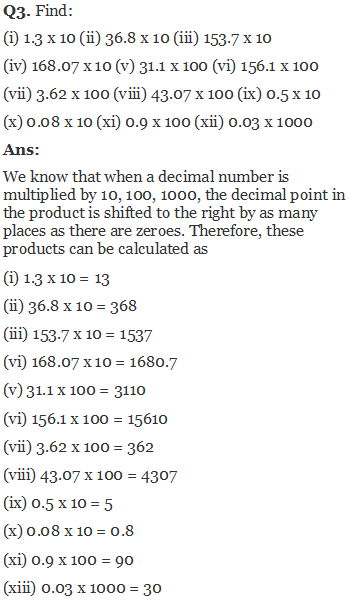 Q3. Find:
(i) 1.3 x 10 (ii) 36.8 x 10 (iii) 153.7 x 10
(iv) 168.07 x 10 (v) 31.1 x 100 (vi) 156.1 x 100
(vii) 3.62 x 100 (viii) 43.07 x 100 (ix) 0.5 x 10
(x) 0.08 x 10 (xi) 0.9 x 100 (xii) 0.03 x 1000
Ans:
We know that when a decimal number is
multiplied by 10, 100, 1000, the decimal point in
the product is shifted to the right by as many
places as there are zeroes. Therefore, these
products can be calculated as
(i) 1.3 x 10 = 13
(ii) 36.8 x 10 = 368
(iii) 153.7 x 10 = 1537
(vi) 168.07 x 10 = 1680.7
(v) 31.1 x 100 = 3110
(vi) 156.1 x 100 = 15610
(vii) 3.62 x 100 = 362
(viii) 43.07 x 100 = 4307
(ix) 0.5 x 10 = 5
(x) 0.08 x 10 = 0.8
(xi) 0.9 x 100 = 90
(xiii) 0.03 x 1000 = 30